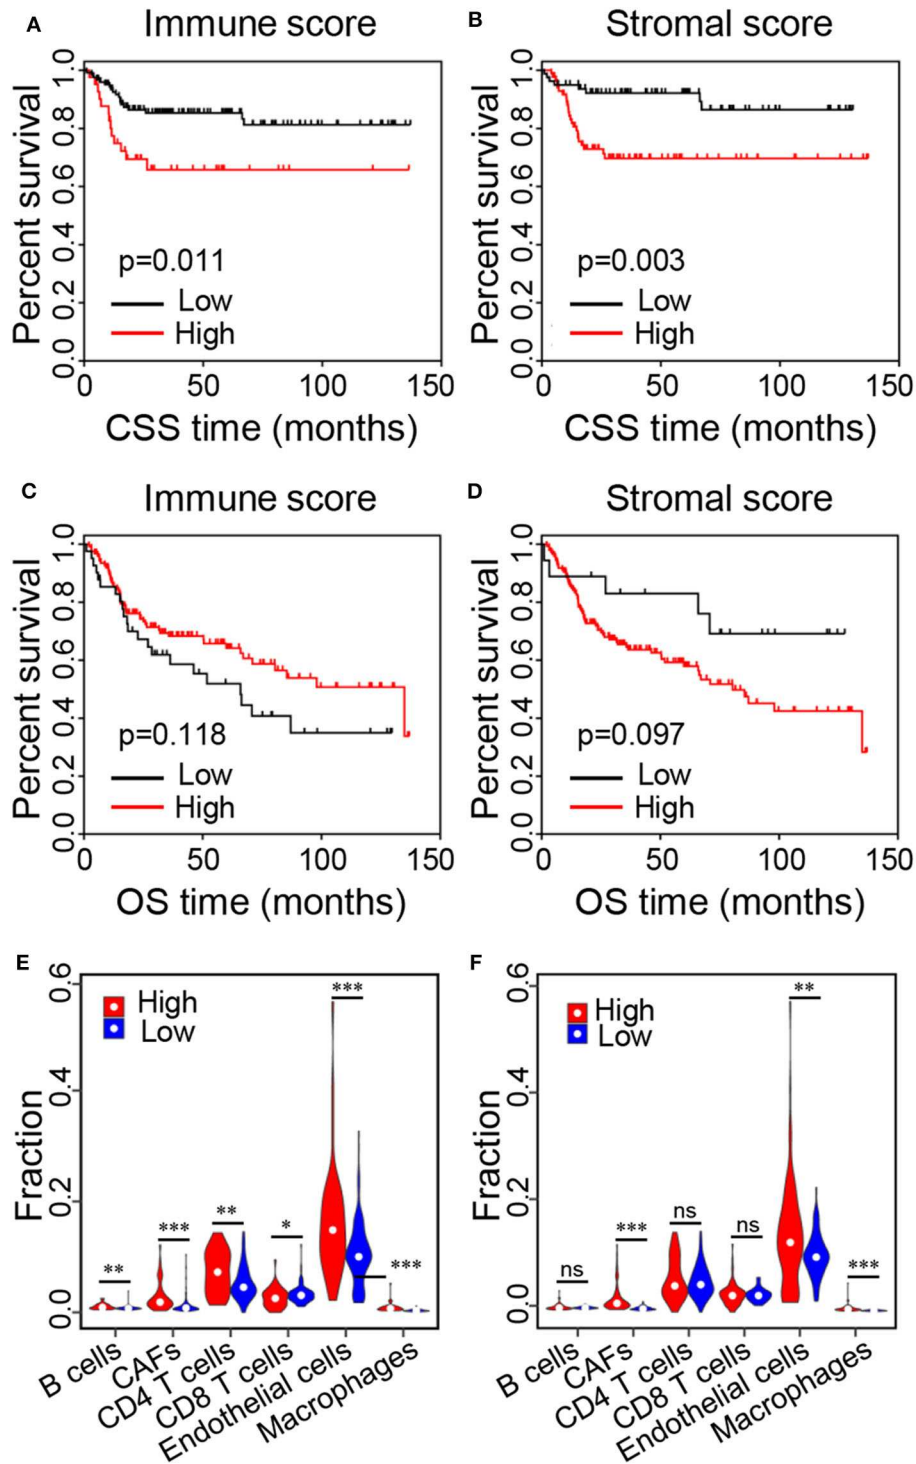 A
Immune score
Percent survival
0.0 0.2 0.4 0.6 0.8 1.0
p=0.011
Low
High
0 50 100 150
CSS time (months)
B
Stromal score
Percent survival
0.0 0.2 0.4 0.6 0.8 1.0
p=0.003
Low
High
0 50 100 150
CSS time (months)
C
Immune score
Percent survival
0.0 0.2 0.4 0.6 0.8 1.0
p=0.118
Low
High
0 50 100 150
OS time (months)
D
Stromal score
Percent survival
0.0 0.2 0.4 0.6 0.8 1.0
p=0.097
Low
High
0 50 100 150
OS time (months)
E
Fraction
0.0 0.2 0.4 0.6
High
Low
** *** ** * *** ***
B cells
CAFs
CD4 T cells
CD8 T cells
Endothelial cells
Macrophages
F
Fraction
0.0 0.2 0.4 0.6
High
Low
ns *** ns ns ** ***
B cells
CAFs
CD4 T cells
CD8 T cells
Endothelial cells
Macrophages